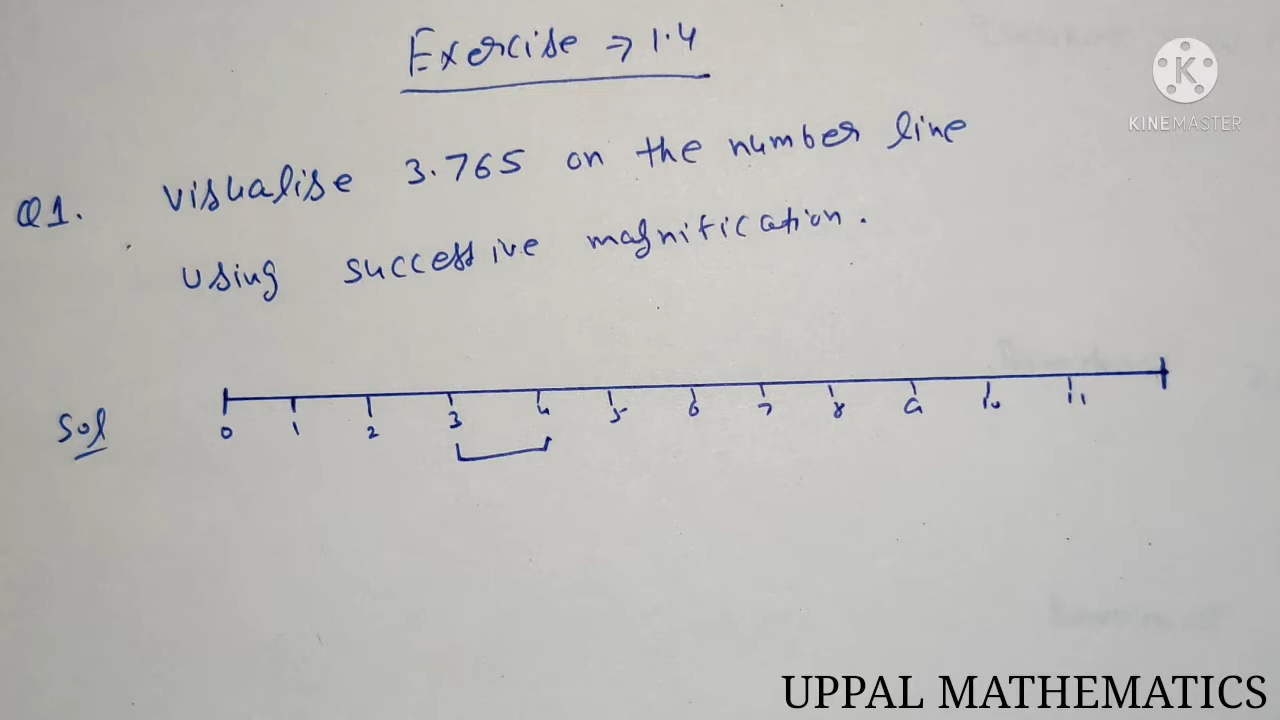 Exercise → 1.4
K
KINEMASTER
Q1. Visualise 3.765 on the number line
using successive magnification.
Sol
0 1 2 3 4 5 6 7 8 9 10 11
UPPAL MATHEMATICS